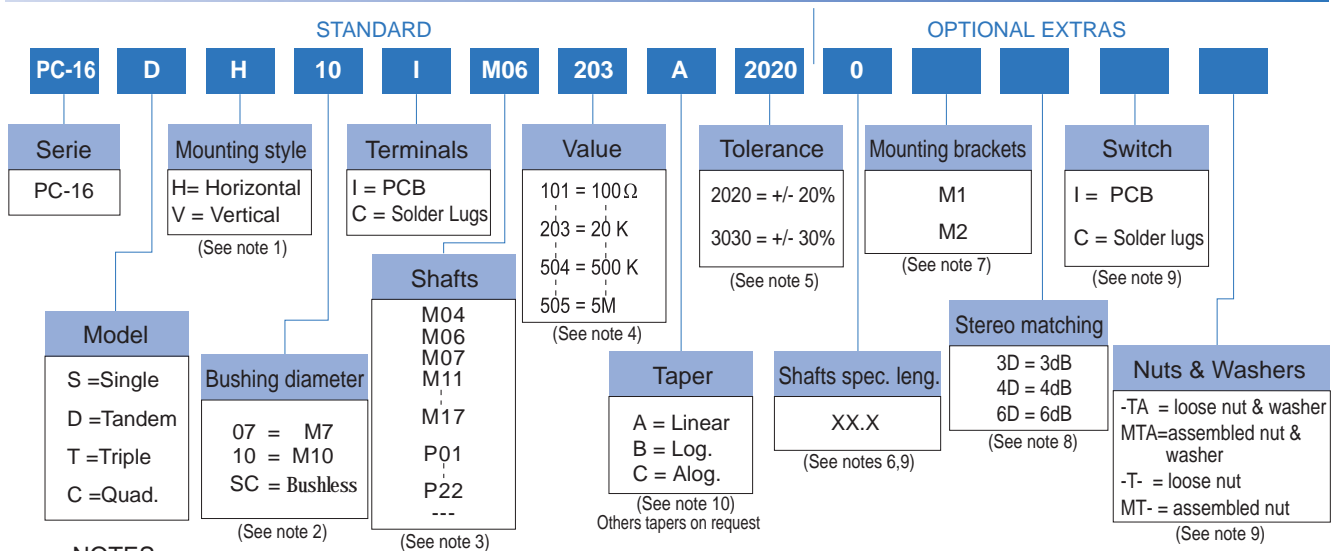 STANDARD
OPTIONAL EXTRAS
PC-16 D H 10 I M06 203 A 2020 0
Serie
PC-16
Mounting style
H= Horizontal
V = Vertical
(See note 1)
Terminals
I = PCB
C = Solder Lugs
Value
101 = 100Ω
203 = 20 K
504 = 500 K
505 = 5M
(See note 4)
Tolerance
2020 = +/- 20%
3030 = +/- 30%
(See note 5)
Mounting brackets
M1
M2
(See note 7)
Switch
I = PCB
C = Solder lugs
(See note 9)
Model
S =Single
D =Tandem
T =Triple
C =Quad.
Bushing diameter
07 = M7
10 = M10
SC = Bushless
(See note 2)
Shafts
M04
M06
M07
M11
M17
P01
P22
---
(See note 3)
Taper
A = Linear
B = Log.
C = Alog.
(See note 10)
Others tapers on request
Shafts spec. leng.
XX.X
(See notes 6,9)
Stereo matching
3D = 3dB
4D = 4dB
6D = 6dB
(See note 8)
Nuts & Washers
-TA = loose nut & washer
MTA=assembled nut &
washer
-T- = loose nut
MT- = assembled nut
(See note 9)
NOTES